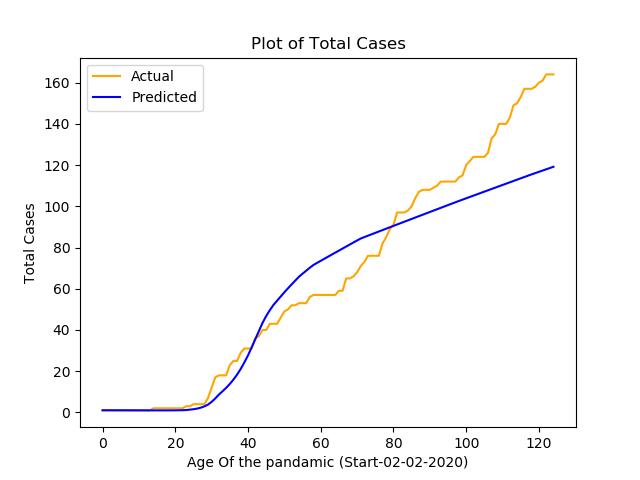 Plot of Total Cases
Actual
Predicted
160
140
120
100
80
60
40
20
0
Total Cases
0 20 40 60 80 100 120
Age Of the pandamic (Start-02-02-2020)